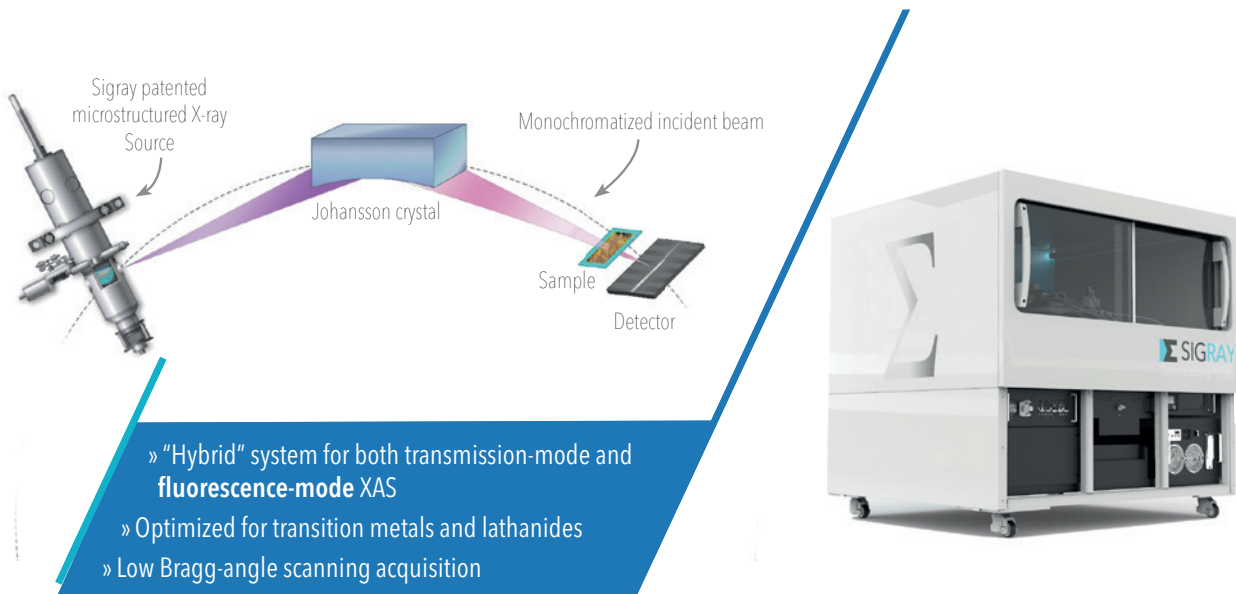 Sigray patented
microstructured X-ray
Source
Monochromatized incident beam
Johansson crystal
Sample
Detector
SIGRAY
» "Hybrid" system for both transmission-mode and
fluorescence-mode XAS
» Optimized for transition metals and lathanides
» Low Bragg-angle scanning acquisition